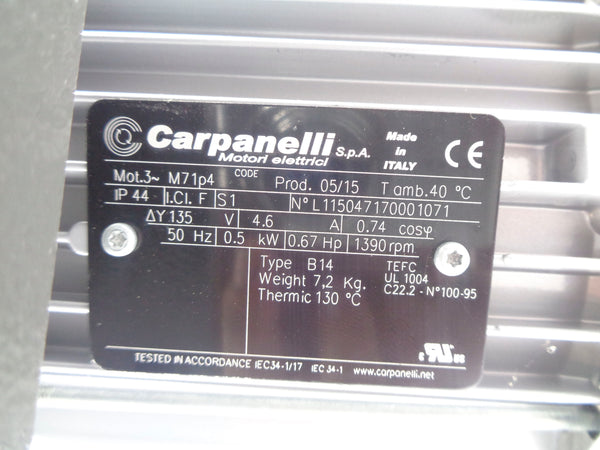 Carpanelli S.p.A.
Motori elettrici
Made in ITALY
CE
Mot.3~ M71p4 CODE Prod. 05/15 T amb.40 °C
IP 44 I.Cl. F S1 N° L115047170001071
ΔY 135 V 4.6 A 0.74 cosφ
50 Hz 0.5 kW 0.67 Hp 1390 rpm
Type B14
Weight 7,2 Kg.
Thermic 130 °C
TEFC
UL 1004
C22.2 - N°100-95
c RU us
TESTED IN ACCORDANCE IEC34-1/17 IEC 34-1 www.carpanelli.net